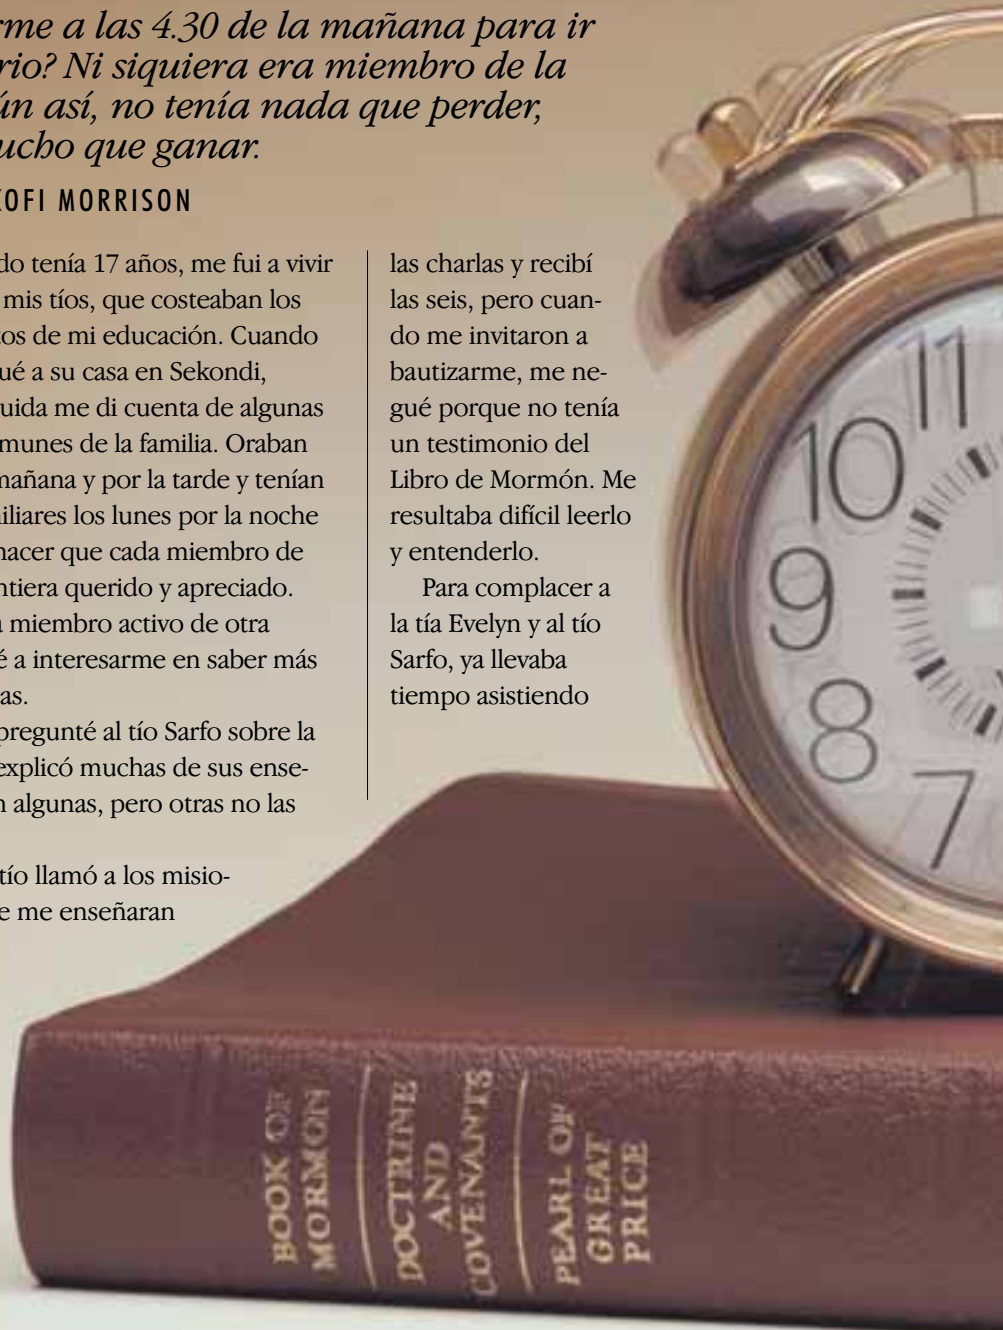 rme a las 4.30 de la mañana para ir
rio? Ni siquiera era miembro de la
ún así, no tenía nada que perder,
ucho que ganar.
KOFI MORRISON
do tenía 17 años, me fui a vivir
mis tíos, que costeaban los
tos de mi educación. Cuando
ué a su casa en Sekondi,
uida me di cuenta de algunas
munes de la familia. Oraban
mañana y por la tarde y tenían
iliares los lunes por la noche
hacer que cada miembro de
ntiera querido y apreciado.
a miembro activo de otra
é a interesarme en saber más
as.
pregunté al tío Sarfo sobre la
explicó muchas de sus ense-
n algunas, pero otras no las
tío llamó a los misio-
e me enseñaran
las charlas y recibí
las seis, pero cuan-
do me invitaron a
bautizarme, me ne-
gué porque no tenía
un testimonio del
Libro de Mormón. Me
resultaba difícil leerlo
y entenderlo.
Para complacer a
la tía Evelyn y al tío
Sarfo, ya llevaba
tiempo asistiendo
11
10
9
8
7
BOOK OF
MORMON
DOCTRINE
AND
COVENANTS
PEARL OF
GREAT
PRICE